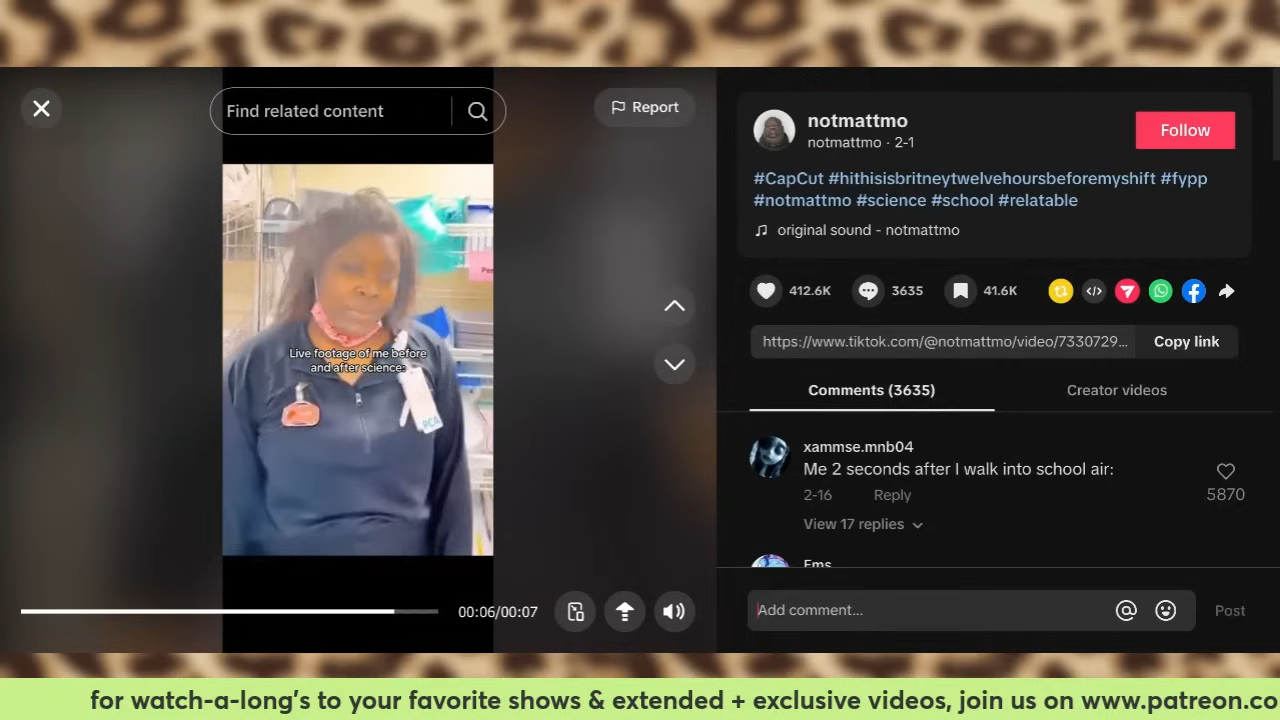 Find related content
Report
Live footage of me before
and after science:
PCA
00:06/00:07
notmattmo
notmattmo · 2-1
Follow
#CapCut #hithisisbritneytwelvehoursbeforemyshift #fypp
#notmattmo #science #school #relatable
original sound - notmattmo
412.6K
3635
41.6K
https://www.tiktok.com/@notmattmo/video/7330729...
Copy link
Comments (3635)
Creator videos
xammse.mnb04
Me 2 seconds after I walk into school air:
2-16
Reply
5870
View 17 replies
Ems
Add comment...
Post
for watch-a-long's to your favorite shows & extended + exclusive videos, join us on www.patreon.co